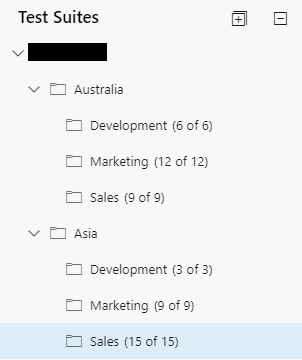 Test Suites
Australia
Development (6 of 6)
Marketing (12 of 12)
Sales (9 of 9)
Asia
Development (3 of 3)
Marketing (9 of 9)
Sales (15 of 15)